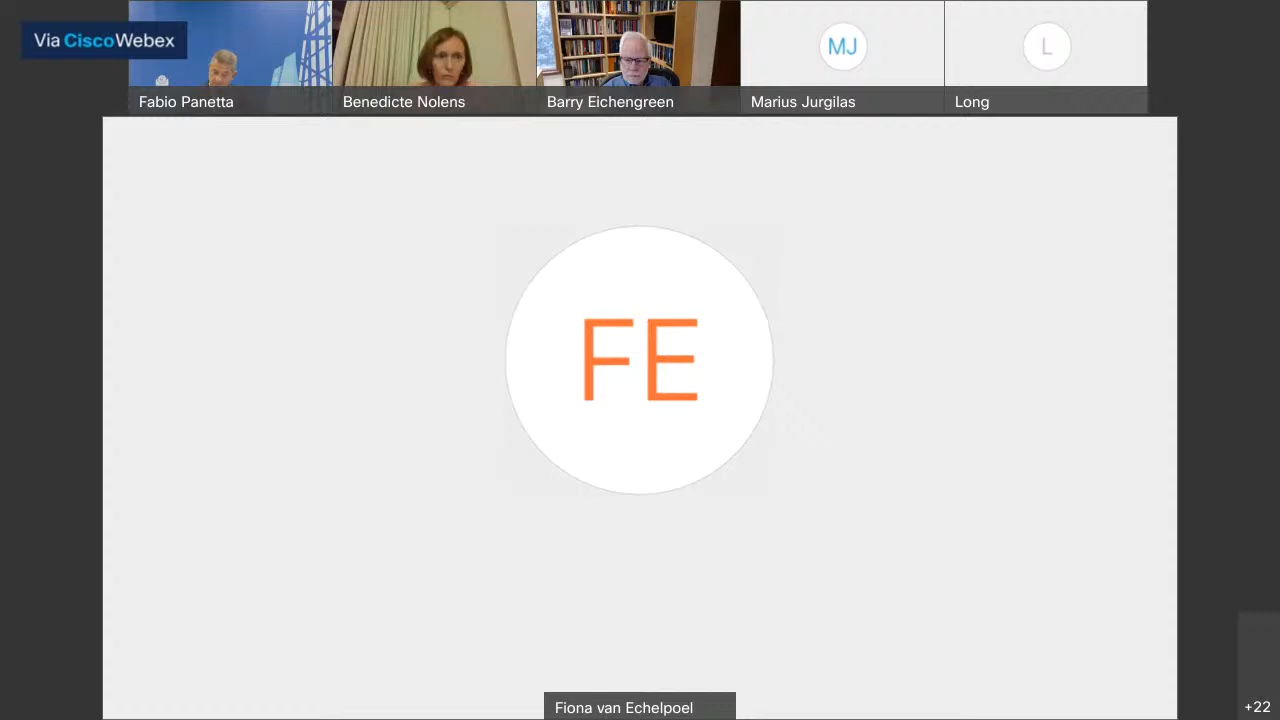 Via CiscoWebex
Fabio Panetta
Benedicte Nolens
Barry Eichengreen
MJ
Marius Jurgilas
L
Long
FE
Fiona van Echelpoel
+22